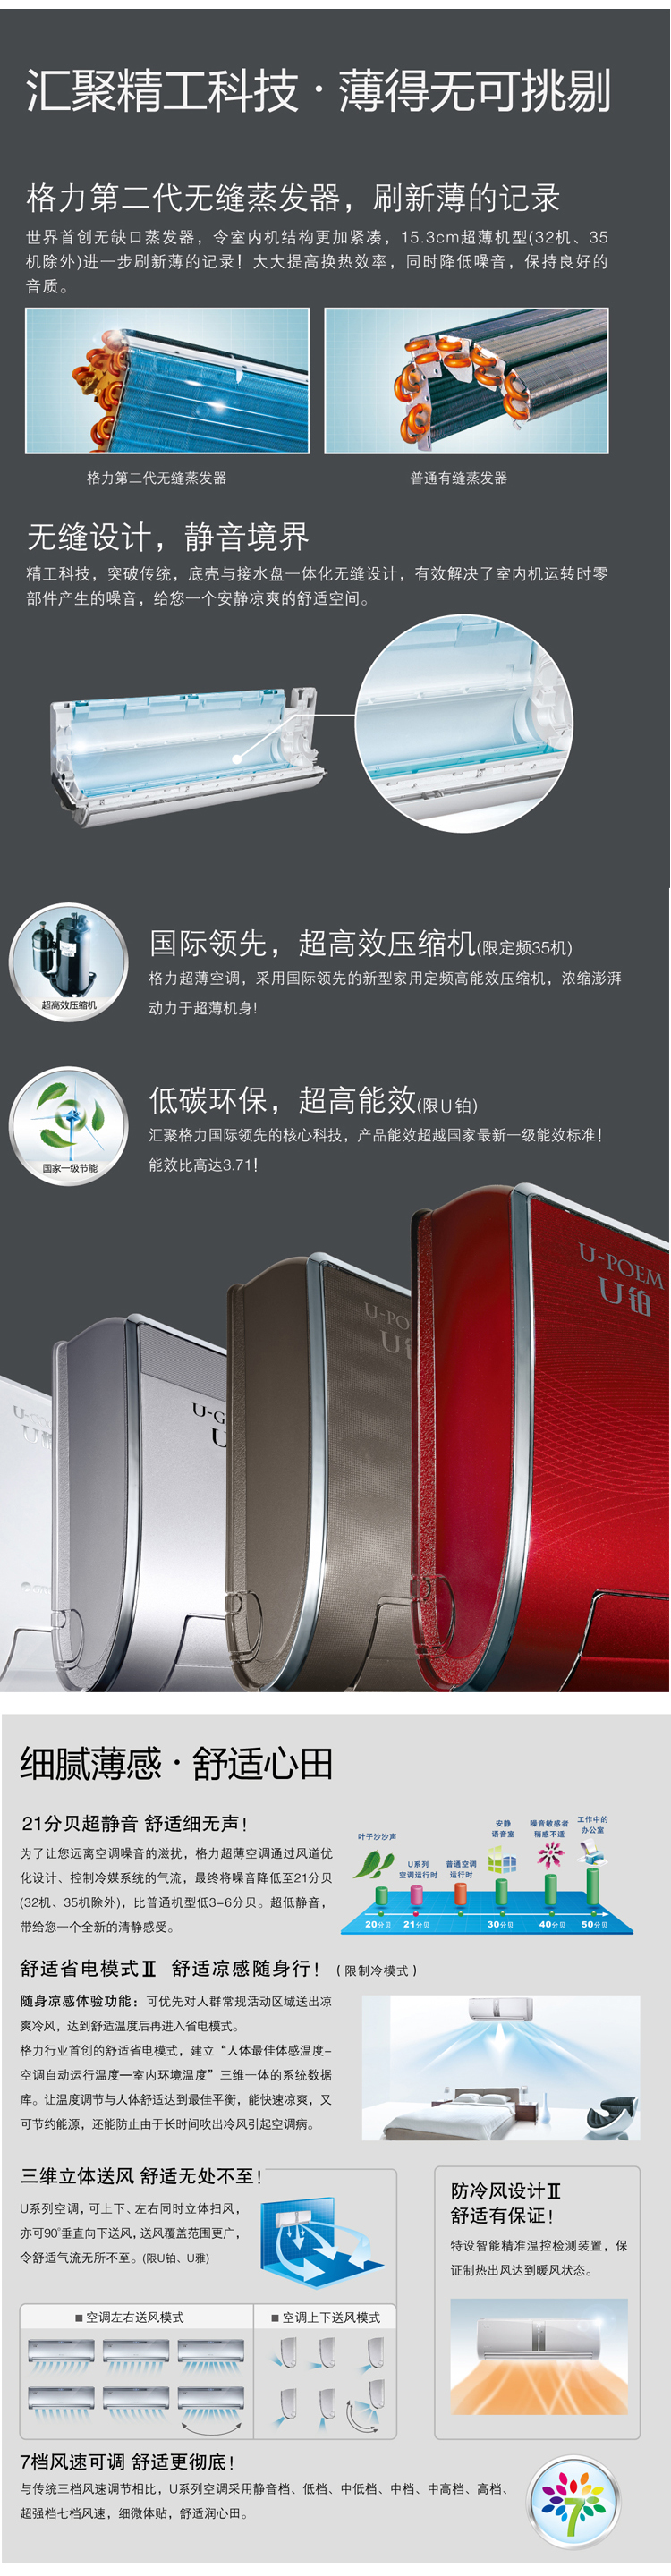 汇聚精工科技·薄得无可挑剔
格力第二代无缝蒸发器，刷新薄的记录
世界首创无缺口蒸发器，令室内机结构更加紧凑，15.3cm超薄机型(32机、35
机除外)进一步刷新薄的记录！大大提高换热效率，同时降低噪音，保持良好的
音质。
格力第二代无缝蒸发器
普通有缝蒸发器
无缝设计，静音境界
精工科技，突破传统，底壳与接水盘一体化无缝设计，有效解决了室内机运转时零
部件产生的噪音，给您一个安静凉爽的舒适空间。
国际领先，超高效压缩机(限定频35机)
格力超薄空调，采用国际领先的新型家用定频高能效压缩机，浓缩澎湃
动力于超薄机身!
超高效压缩机
低碳环保，超高能效(限U铂)
汇聚格力国际领先的核心科技，产品能效超越国家最新一级能效标准！
能效比高达3.71！
国家一级节能
U-POEM
U铂
U-PO
U
U-G
U
细腻薄感·舒适心田
21分贝超静音 舒适细无声！
为了让您远离空调噪音的滋扰，格力超薄空调通过风道优
化设计、控制冷媒系统的气流，最终将噪音降低至21分贝
(32机、35机除外)，比普通机型低3-6分贝。超低静音，
带给您一个全新的清静感受。
叶子沙沙声
U系列
空调运行时
普通空调
运行时
安静
语音室
噪音敏感者
稍感不适
工作中的
办公室
20分贝 21分贝 30分贝 40分贝 50分贝
舒适省电模式Ⅱ 舒适凉感随身行！（限制冷模式）
随身凉感体验功能：可优先对人群常规活动区域送出凉
爽冷风，达到舒适温度后再进入省电模式。
格力行业首创的舒适省电模式，建立“人体最佳体感温度-
空调自动运行温度—室内环境温度”三维一体的系统数据
库。让温度调节与人体舒适达到最佳平衡，能快速凉爽，又
可节约能源，还能防止由于长时间吹出冷风引起空调病。
三维立体送风 舒适无处不至！
U系列空调，可上下、左右同时立体扫风，
亦可90°垂直向下送风，送风覆盖范围更广，
令舒适气流无所不至。(限U铂、U雅)
■ 空调左右送风模式
■ 空调上下送风模式
防冷风设计Ⅱ
舒适有保证！
特设智能精准温控检测装置，保
证制热出风达到暖风状态。
7档风速可调 舒适更彻底！
与传统三档风速调节相比，U系列空调采用静音档、低档、中低档、中档、中高档、高档、
超强档七档风速，细微体贴，舒适润心田。
7